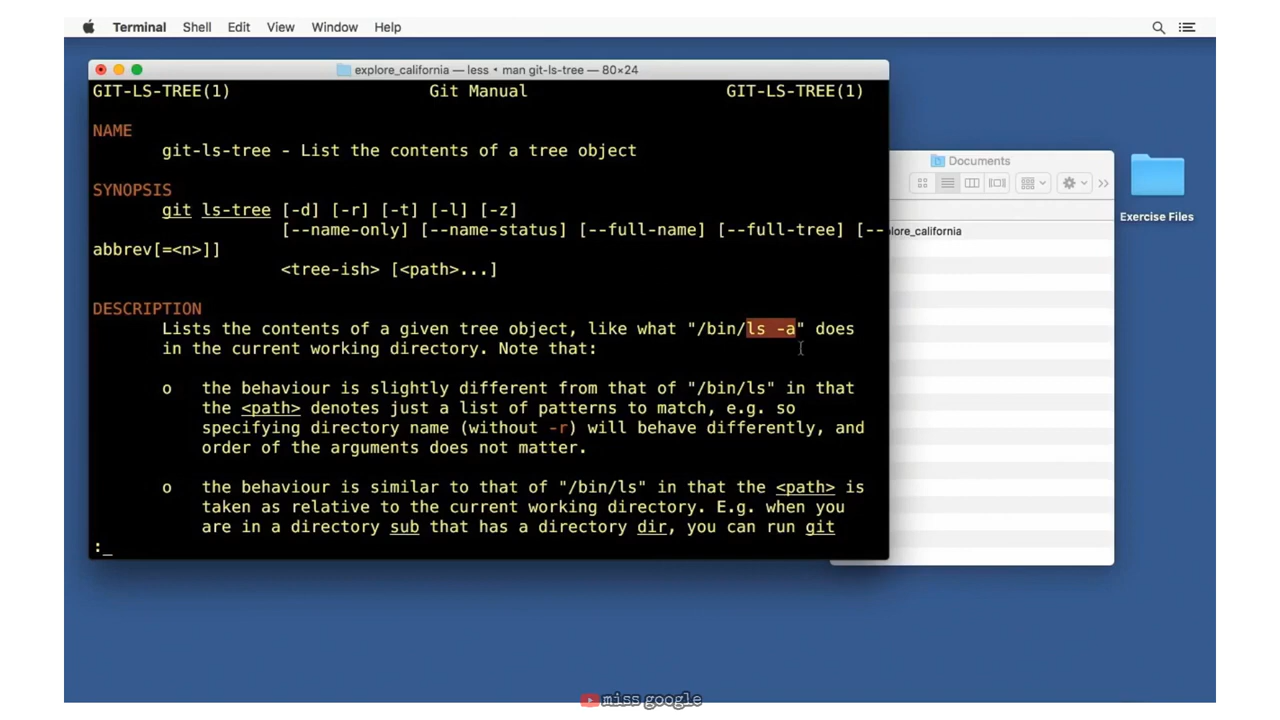 Terminal Shell Edit View Window Help
explore_california — less • man git-ls-tree — 80×24
GIT-LS-TREE(1) Git Manual GIT-LS-TREE(1)
NAME
git-ls-tree - List the contents of a tree object
SYNOPSIS
git ls-tree [-d] [-r] [-t] [-l] [-z]
[--name-only] [--name-status] [--full-name] [--full-tree] [--
abbrev[=<n>]]
<tree-ish> [<path>...]
DESCRIPTION
Lists the contents of a given tree object, like what "/bin/ls -a" does
in the current working directory. Note that:
o the behaviour is slightly different from that of "/bin/ls" in that
the <path> denotes just a list of patterns to match, e.g. so
specifying directory name (without -r) will behave differently, and
order of the arguments does not matter.
o the behaviour is similar to that of "/bin/ls" in that the <path> is
taken as relative to the current working directory. E.g. when you
are in a directory sub that has a directory dir, you can run git
:_
Documents
lore_california
Exercise Files
miss google